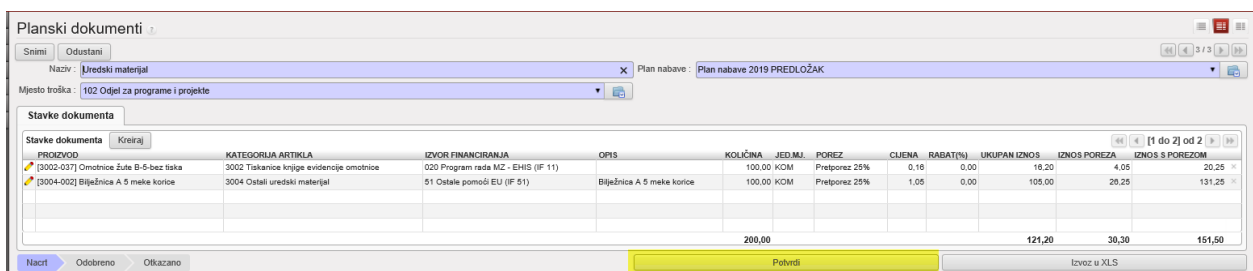 Planski dokumenti ?
Snimi Odustani 3 / 3
Naziv : Uredski materijal Plan nabave : Plan nabave 2019 PREDLOŽAK
Mjesto troška : 102 Odjel za programe i projekte
Stavke dokumenta
Stavke dokumenta Kreiraj [1 do 2] od 2
PROIZVOD KATEGORIJA ARTIKLA IZVOR FINANCIRANJA OPIS KOLIČINA JED.MJ. POREZ CIJENA RABAT(%) UKUPAN IZNOS IZNOS POREZA IZNOS S POREZOM
[3002-037] Omotnice žute B-5-bez tiska 3002 Tiskanice knjige evidencije omotnice 020 Program rada MZ - EHIS (IF 11) 100,00 KOM Pretporez 25% 0,16 0,00 16,20 4,05 20,25
[3004-002] Bilježnica A 5 meke korice 3004 Ostali uredski materijal 51 Ostale pomoći EU (IF 51) Bilježnica A 5 meke korice 100,00 KOM Pretporez 25% 1,05 0,00 105,00 26,25 131,25
200,00 121,20 30,30 151,50
Nacrt Odobreno Otkazano Potvrdi Izvoz u XLS